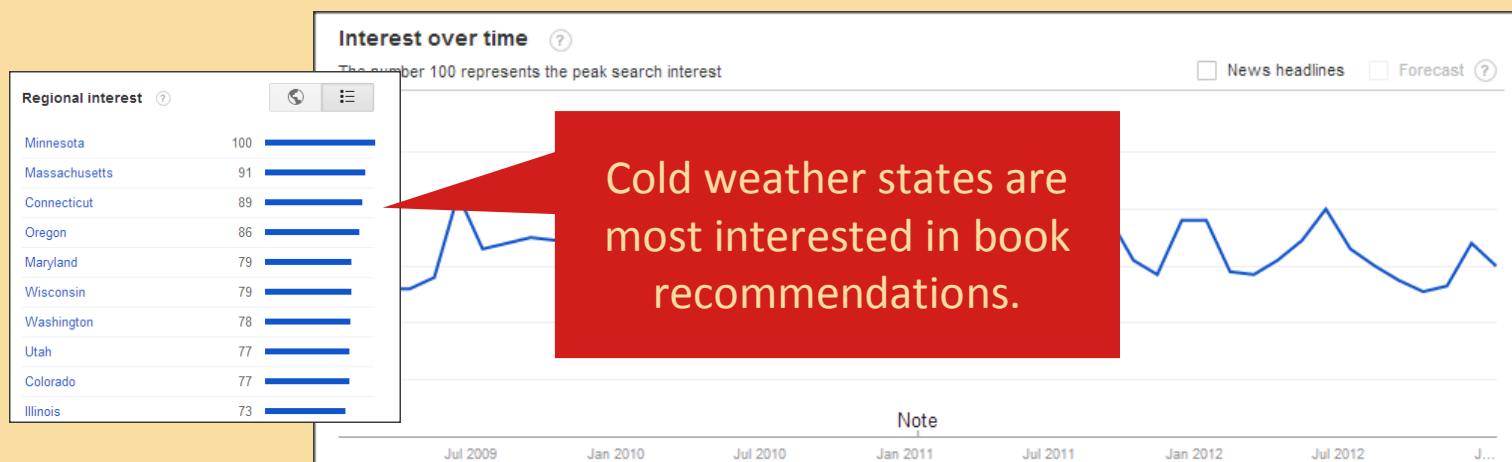 Interest over time ?
The number 100 represents the peak search interest
News headlines
Forecast ?
Regional interest ?
Minnesota 100
Massachusetts 91
Connecticut 89
Oregon 86
Maryland 79
Wisconsin 79
Washington 78
Utah 77
Colorado 77
Illinois 73
Cold weather states are
most interested in book
recommendations.
Note
Jul 2009 Jan 2010 Jul 2010 Jan 2011 Jul 2011 Jan 2012 Jul 2012 J...